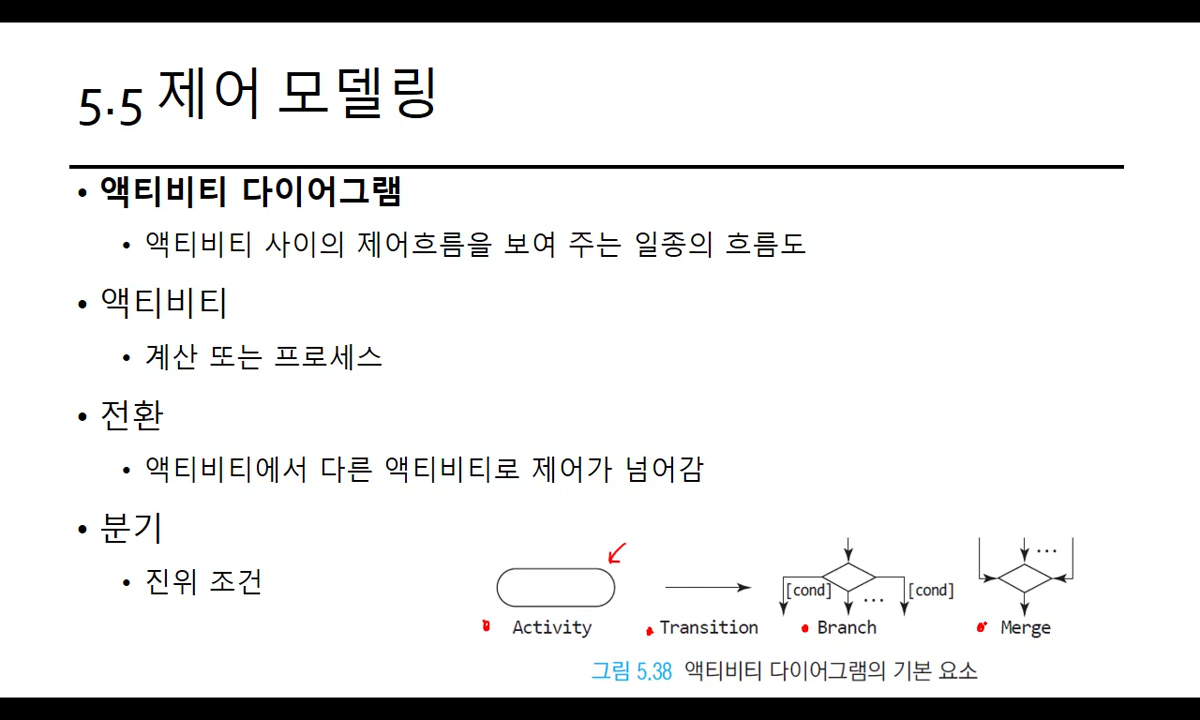 5.5 제어 모델링
• 액티비티 다이어그램
• 액티비티 사이의 제어흐름을 보여 주는 일종의 흐름도
• 액티비티
• 계산 또는 프로세스
• 전환
• 액티비티에서 다른 액티비티로 제어가 넘어감
• 분기
• 진위 조건
...
[cond] ... [cond]
Activity Transition Branch Merge
그림 5.38 액티비티 다이어그램의 기본 요소